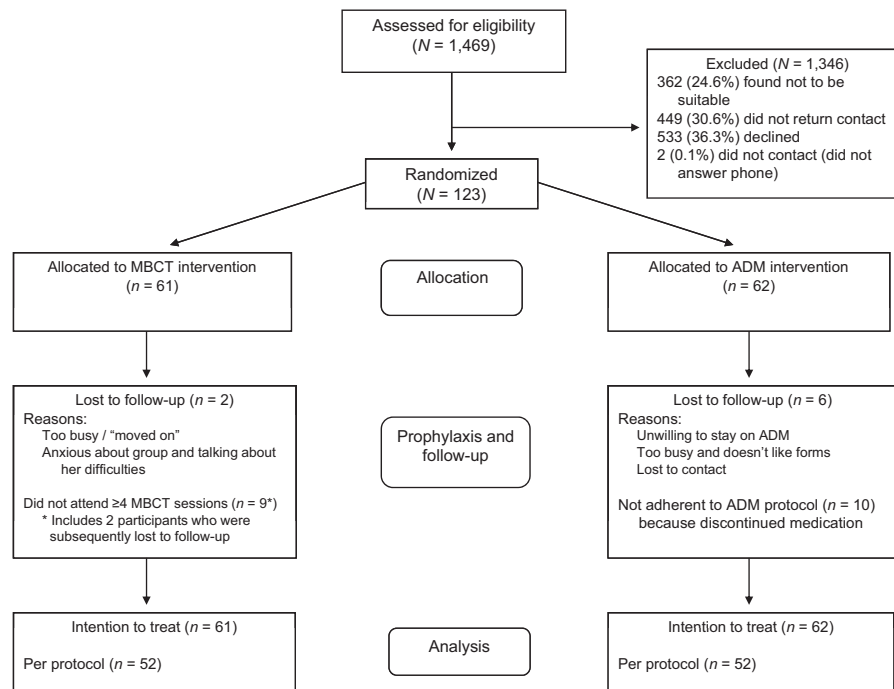 Assessed for eligibility
(N = 1,469)
Excluded (N = 1,346)
362 (24.6%) found not to be
suitable
449 (30.6%) did not return contact
533 (36.3%) declined
2 (0.1%) did not contact (did not
answer phone)
Randomized
(N = 123)
Allocated to MBCT intervention
(n = 61)
Allocation
Allocated to ADM intervention
(n = 62)
Lost to follow-up (n = 2)
Reasons:
Too busy / “moved on”
Anxious about group and talking about
her difficulties
Did not attend ≥4 MBCT sessions (n = 9*)
* Includes 2 participants who were
subsequently lost to follow-up
Prophylaxis and
follow-up
Lost to follow-up (n = 6)
Reasons:
Unwilling to stay on ADM
Too busy and doesn’t like forms
Lost to contact
Not adherent to ADM protocol (n = 10)
because discontinued medication
Intention to treat (n = 61)
Per protocol (n = 52)
Analysis
Intention to treat (n = 62)
Per protocol (n = 52)